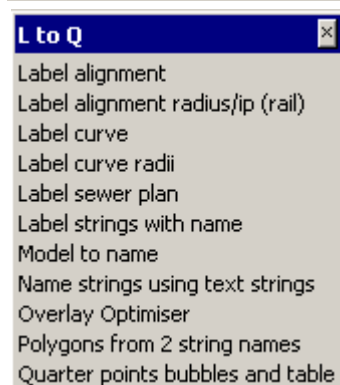 L to Q
Label alignment
Label alignment radius/ip (rail)
Label curve
Label curve radii
Label sewer plan
Label strings with name
Model to name
Name strings using text strings
Overlay Optimiser
Polygons from 2 string names
Quarter points bubbles and table